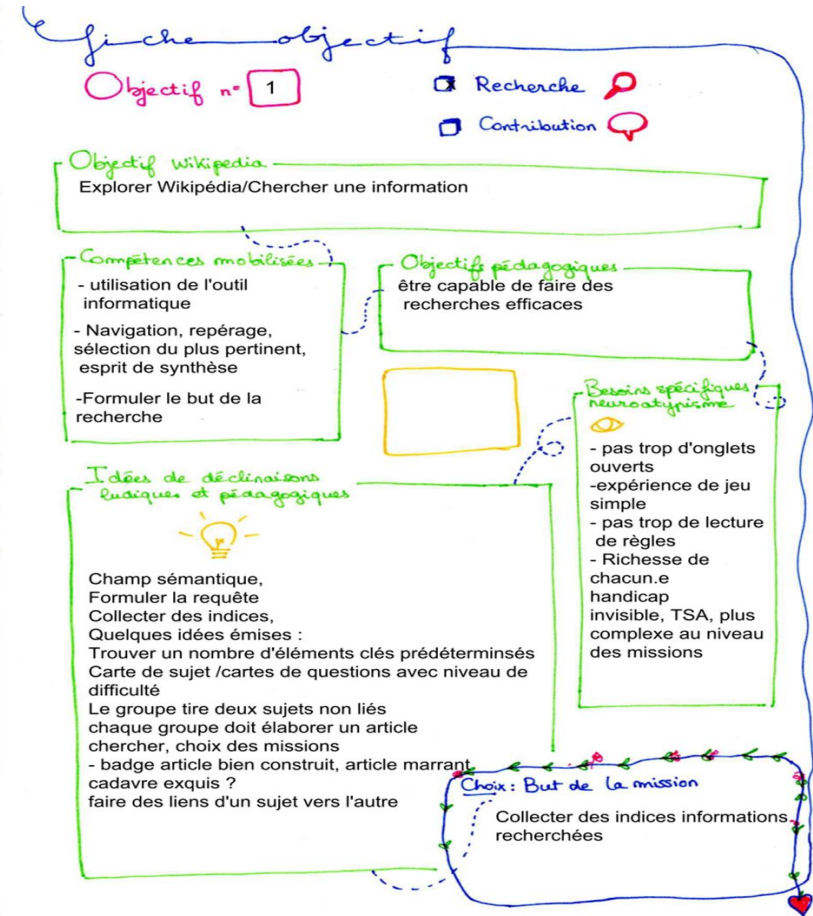 fiche objectif
Objectif n° 1
Recherche
Contribution
Objectif Wikipedia
Explorer Wikipédia/Chercher une information
Compétences mobilisées
- utilisation de l'outil
informatique
- Navigation, repérage,
sélection du plus pertinent,
esprit de synthèse
-Formuler le but de la
recherche
Objectifs pédagogiques
être capable de faire des
recherches efficaces
Besoins spécifiques
neuroatypisme
- pas trop d'onglets
ouverts
-expérience de jeu
simple
- pas trop de lecture
de règles
- Richesse de
chacun.e
handicap
invisible, TSA, plus
complexe au niveau
des missions
Idées de déclinaisons
ludiques et pédagogiques
Champ sémantique,
Formuler la requête
Collecter des indices,
Quelques idées émises :
Trouver un nombre d'éléments clés prédéterminsés
Carte de sujet /cartes de questions avec niveau de
difficulté
Le groupe tire deux sujets non liés
chaque groupe doit élaborer un article
chercher, choix des missions
- badge article bien construit, article marrant
cadavre exquis ?
faire des liens d'un sujet vers l'autre
Choix : But de la mission
Collecter des indices informations
recherchées